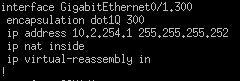 interface GigabitEthernet0/1.300
 encapsulation dot1Q 300
 ip address 10.2.254.1 255.255.255.252
 ip nat inside
 ip virtual-reassembly in
!